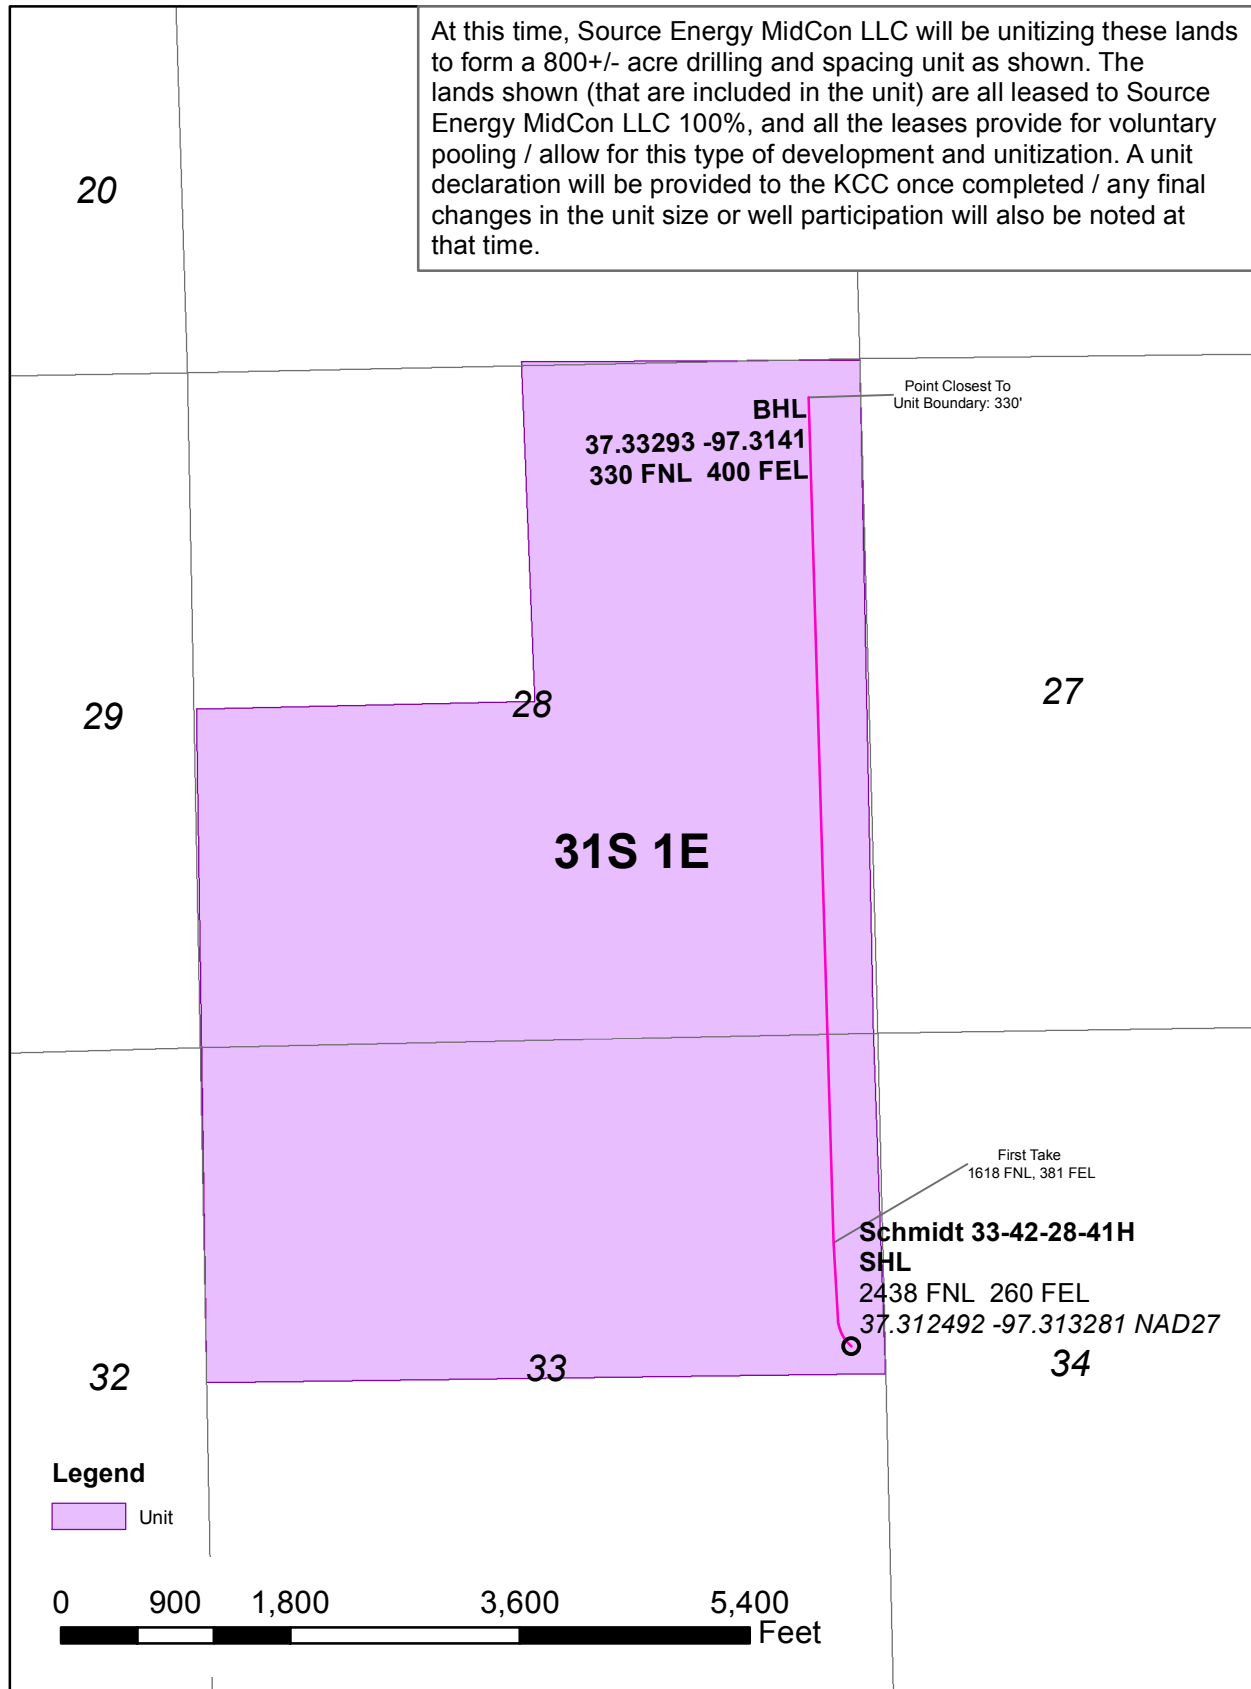 At this time, Source Energy MidCon LLC will be unitizing these lands
to form a 800+/- acre drilling and spacing unit as shown. The
lands shown (that are included in the unit) are all leased to Source
Energy MidCon LLC 100%, and all the leases provide for voluntary
pooling / allow for this type of development and unitization. A unit
declaration will be provided to the KCC once completed / any final
changes in the unit size or well participation will also be noted at
that time.
20
Point Closest To
Unit Boundary: 330'
BHL
37.33293 -97.3141
330 FNL 400 FEL
29
28
27
31S 1E
First Take
1618 FNL, 381 FEL
Schmidt 33-42-28-41H
SHL
2438 FNL 260 FEL
37.312492 -97.313281 NAD27
32
33
34
Legend
Unit
0 900 1,800 3,600 5,400
Feet